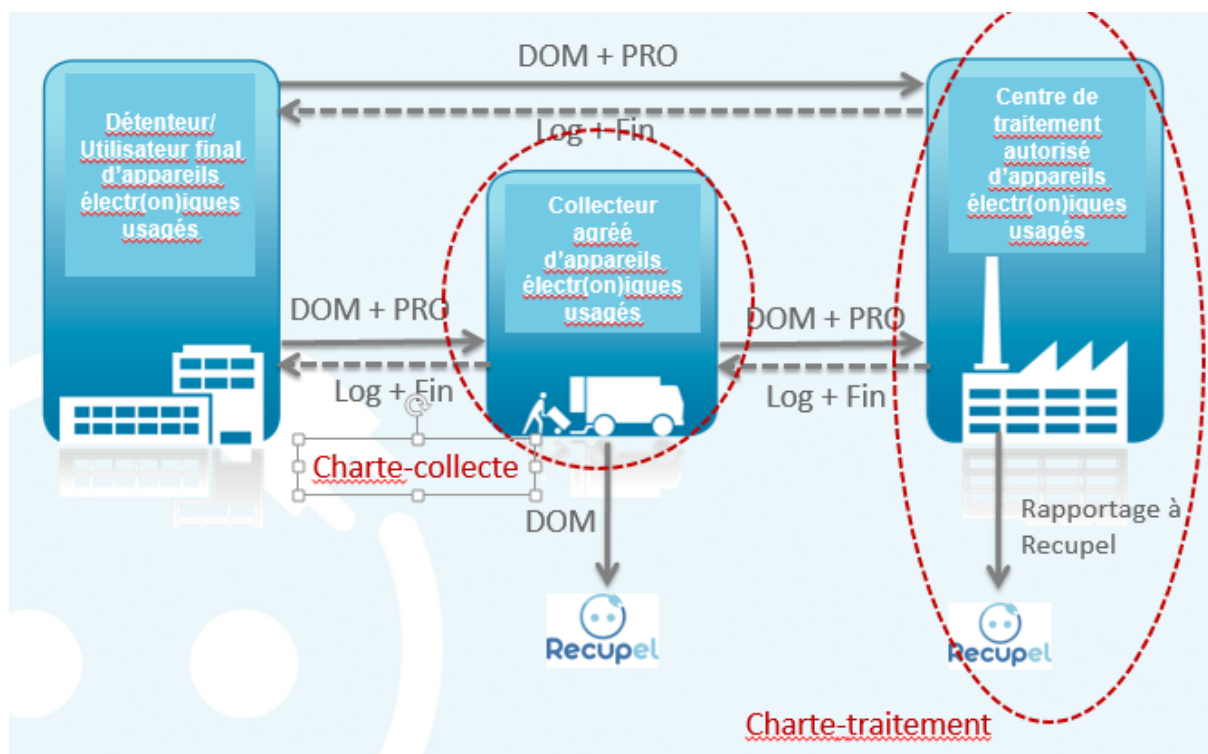 DOM + PRO
Log + Fin
Détenteur/
Utilisateur final
d'appareils
électr(on)iques
usagés
Collecteur
agréé
d'appareils
électr(on)iques
usagés
Centre de
traitement
autorisé
d'appareils
électr(on)iques
usagés
DOM + PRO
Log + Fin
DOM + PRO
Log + Fin
Charte-collecte
DOM
Rapportage à
Recupel
Recupel
Recupel
Charte-traitement